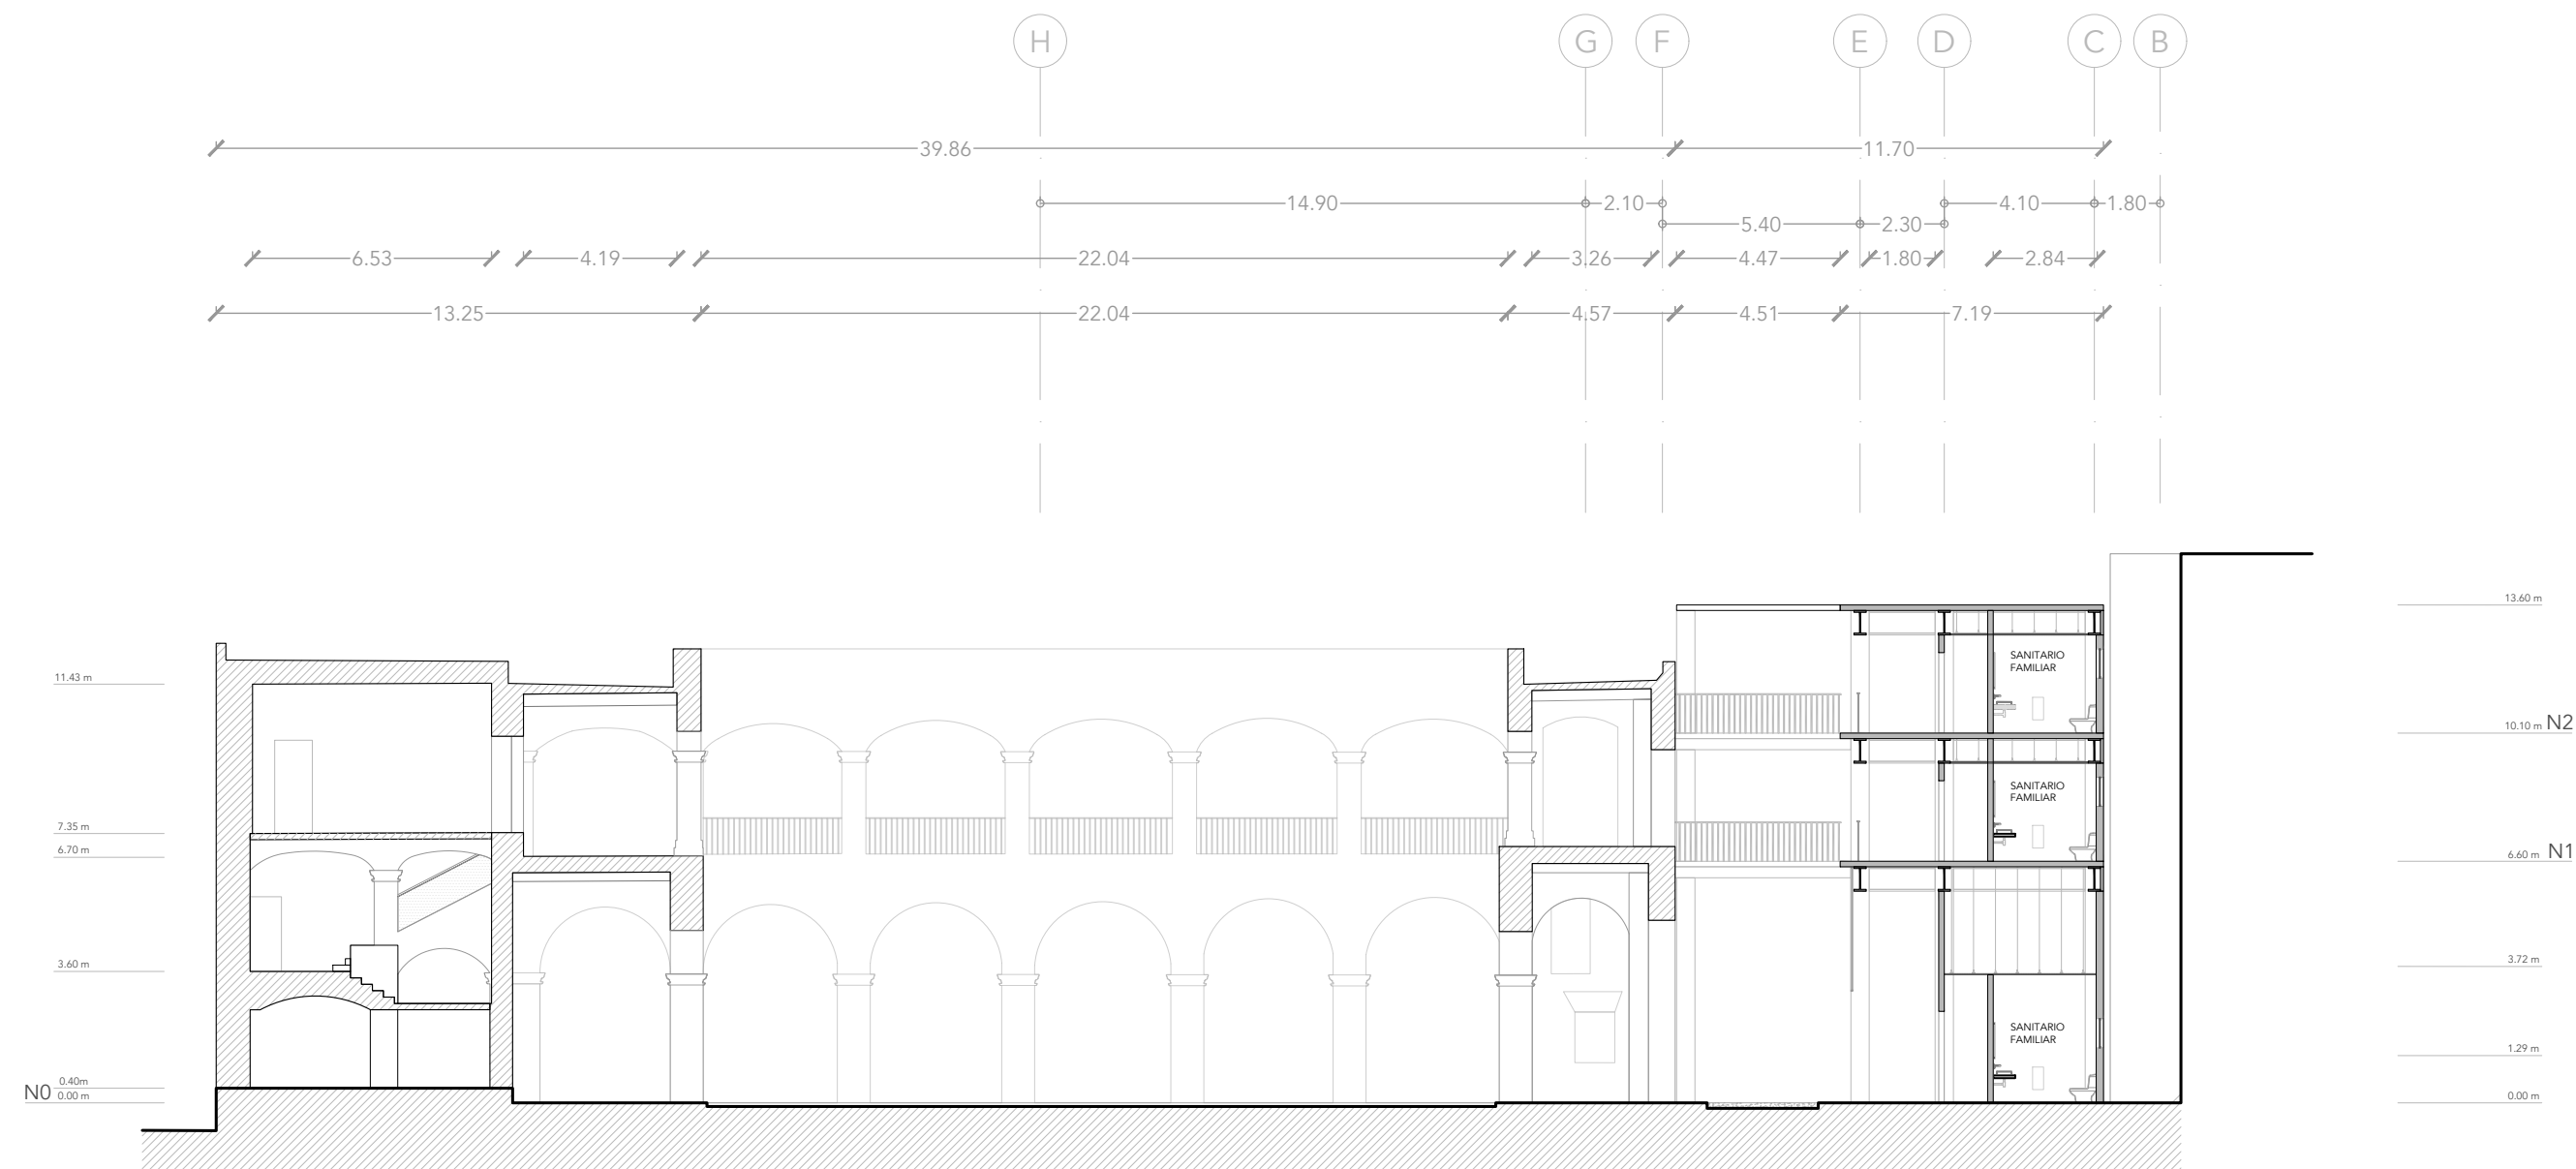 H G F E D C B
39.86 11.70
14.90 2.10 4.10 1.80
5.40 2.30
6.53 4.19 22.04 3.26 4.47 1.80 2.84
13.25 22.04 4.57 4.51 7.19
13.60 m
SANITARIO
FAMILIAR
11.43 m
10.10 m N2
SANITARIO
FAMILIAR
7.35 m
6.70 m
6.60 m N1
3.60 m
3.72 m
SANITARIO
FAMILIAR
1.29 m
0.40m
N0 0.00 m
0.00 m